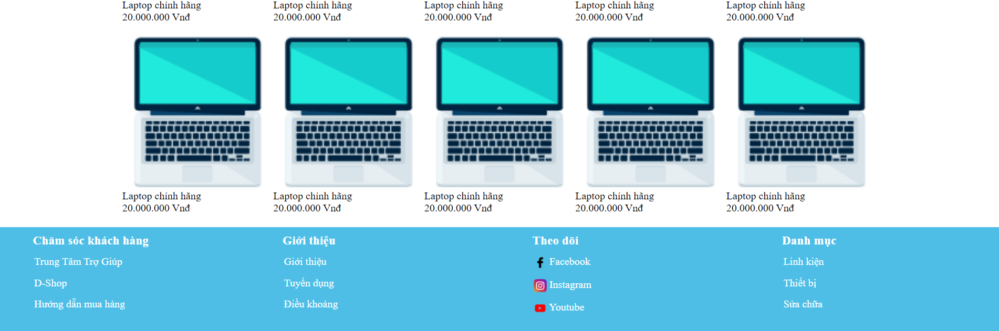 Laptop chính hãng
20.000.000 Vnđ
Laptop chính hãng
20.000.000 Vnđ
Laptop chính hãng
20.000.000 Vnđ
Laptop chính hãng
20.000.000 Vnđ
Laptop chính hãng
20.000.000 Vnđ
Laptop chính hãng
20.000.000 Vnđ
Laptop chính hãng
20.000.000 Vnđ
Laptop chính hãng
20.000.000 Vnđ
Laptop chính hãng
20.000.000 Vnđ
Laptop chính hãng
20.000.000 Vnđ
Chăm sóc khách hàng
Trung Tâm Trợ Giúp
D-Shop
Hướng dẫn mua hàng
Giới thiệu
Giới thiệu
Tuyển dụng
Điều khoảng
Theo dõi
Facebook
Instagram
Youtube
Danh mục
Linh kiện
Thiết bị
Sửa chữa